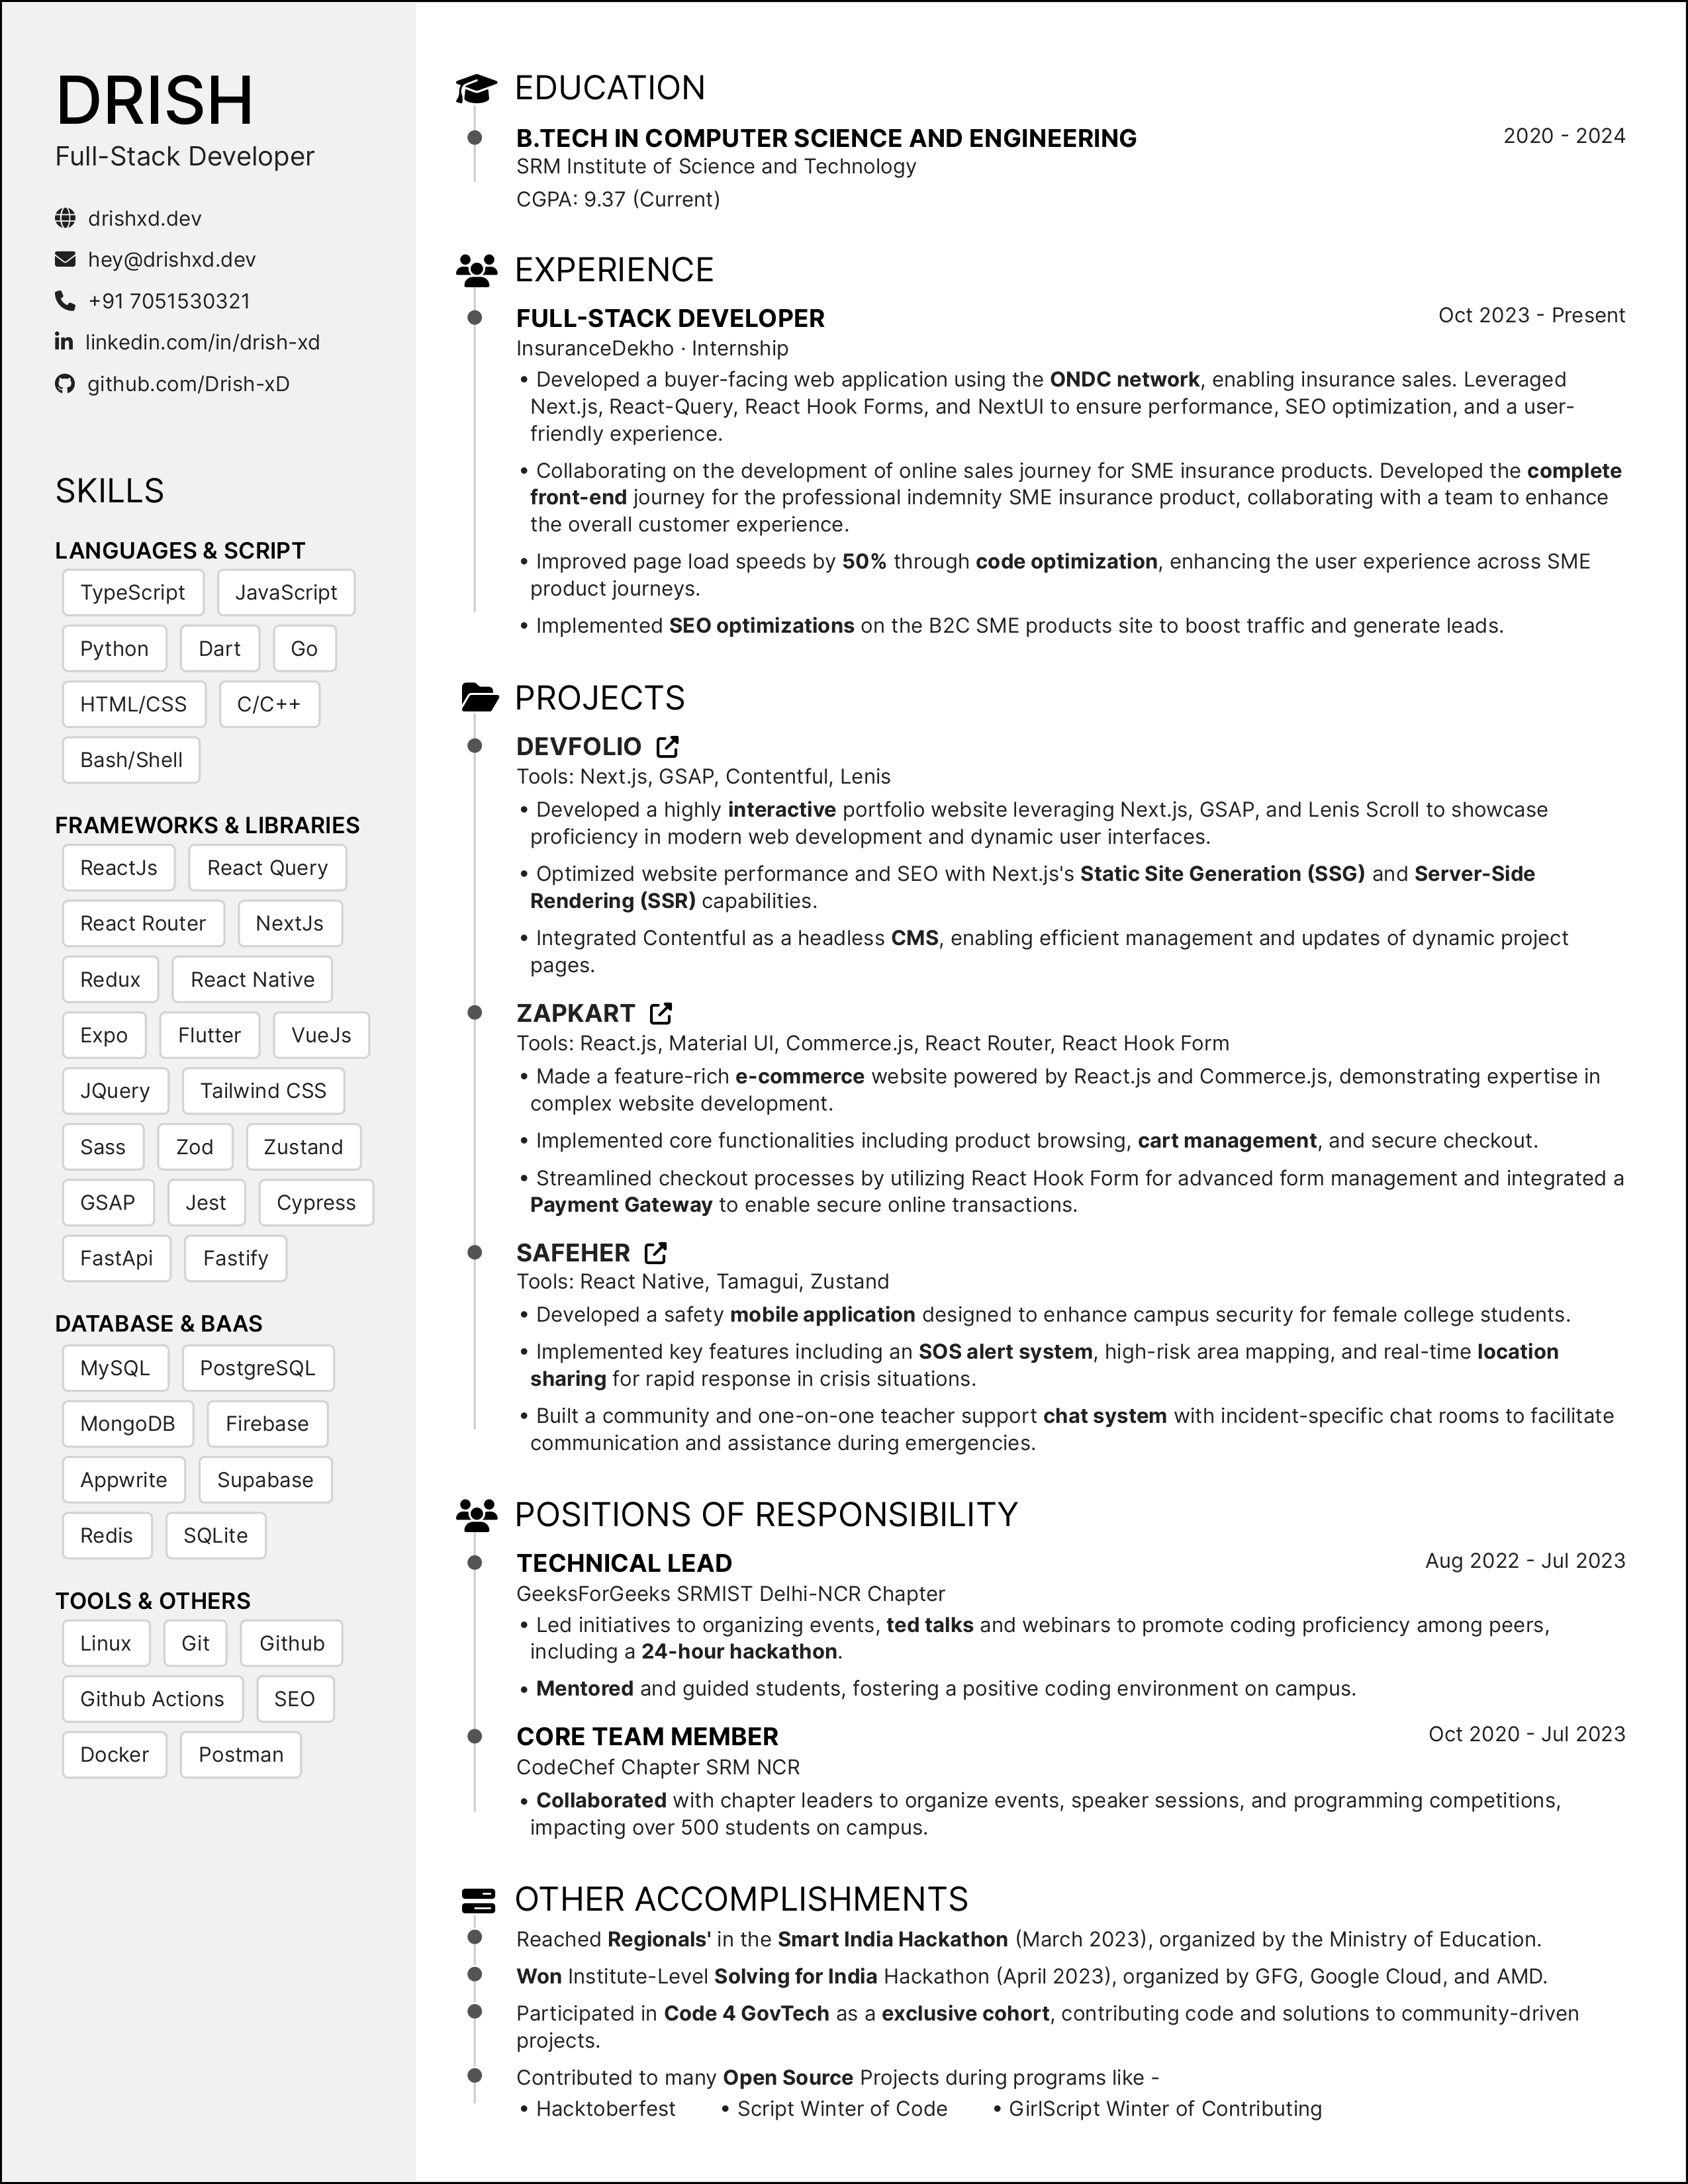 DRISH
Full-Stack Developer
drishxd.dev
hey@drishxd.dev
+91 7051530321
linkedin.com/in/drish-xd
github.com/Drish-xD
SKILLS
LANGUAGES & SCRIPT
TypeScript JavaScript
Python Dart Go
HTML/CSS C/C++
Bash/Shell
FRAMEWORKS & LIBRARIES
ReactJs React Query
React Router NextJs
Redux React Native
Expo Flutter VueJs
JQuery Tailwind CSS
Sass Zod Zustand
GSAP Jest Cypress
FastApi Fastify
DATABASE & BAAS
MySQL PostgreSQL
MongoDB Firebase
Appwrite Supabase
Redis SQLite
TOOLS & OTHERS
Linux Git Github
Github Actions SEO
Docker Postman
EDUCATION
B.TECH IN COMPUTER SCIENCE AND ENGINEERING 2020 - 2024
SRM Institute of Science and Technology
CGPA: 9.37 (Current)
EXPERIENCE
FULL-STACK DEVELOPER Oct 2023 - Present
InsuranceDekho · Internship
• Developed a buyer-facing web application using the ONDC network, enabling insurance sales. Leveraged
Next.js, React-Query, React Hook Forms, and NextUI to ensure performance, SEO optimization, and a user-
friendly experience.
• Collaborating on the development of online sales journey for SME insurance products. Developed the complete
front-end journey for the professional indemnity SME insurance product, collaborating with a team to enhance
the overall customer experience.
• Improved page load speeds by 50% through code optimization, enhancing the user experience across SME
product journeys.
• Implemented SEO optimizations on the B2C SME products site to boost traffic and generate leads.
PROJECTS
DEVFOLIO
Tools: Next.js, GSAP, Contentful, Lenis
• Developed a highly interactive portfolio website leveraging Next.js, GSAP, and Lenis Scroll to showcase
proficiency in modern web development and dynamic user interfaces.
• Optimized website performance and SEO with Next.js's Static Site Generation (SSG) and Server-Side
Rendering (SSR) capabilities.
• Integrated Contentful as a headless CMS, enabling efficient management and updates of dynamic project
pages.
ZAPKART
Tools: React.js, Material UI, Commerce.js, React Router, React Hook Form
• Made a feature-rich e-commerce website powered by React.js and Commerce.js, demonstrating expertise in
complex website development.
• Implemented core functionalities including product browsing, cart management, and secure checkout.
• Streamlined checkout processes by utilizing React Hook Form for advanced form management and integrated a
Payment Gateway to enable secure online transactions.
SAFEHER
Tools: React Native, Tamagui, Zustand
• Developed a safety mobile application designed to enhance campus security for female college students.
• Implemented key features including an SOS alert system, high-risk area mapping, and real-time location
sharing for rapid response in crisis situations.
• Built a community and one-on-one teacher support chat system with incident-specific chat rooms to facilitate
communication and assistance during emergencies.
POSITIONS OF RESPONSIBILITY
TECHNICAL LEAD Aug 2022 - Jul 2023
GeeksForGeeks SRMIST Delhi-NCR Chapter
• Led initiatives to organizing events, ted talks and webinars to promote coding proficiency among peers,
including a 24-hour hackathon.
• Mentored and guided students, fostering a positive coding environment on campus.
CORE TEAM MEMBER Oct 2020 - Jul 2023
CodeChef Chapter SRM NCR
• Collaborated with chapter leaders to organize events, speaker sessions, and programming competitions,
impacting over 500 students on campus.
OTHER ACCOMPLISHMENTS
Reached Regionals' in the Smart India Hackathon (March 2023), organized by the Ministry of Education.
Won Institute-Level Solving for India Hackathon (April 2023), organized by GFG, Google Cloud, and AMD.
Participated in Code 4 GovTech as a exclusive cohort, contributing code and solutions to community-driven
projects.
Contributed to many Open Source Projects during programs like -
• Hacktoberfest • Script Winter of Code • GirlScript Winter of Contributing